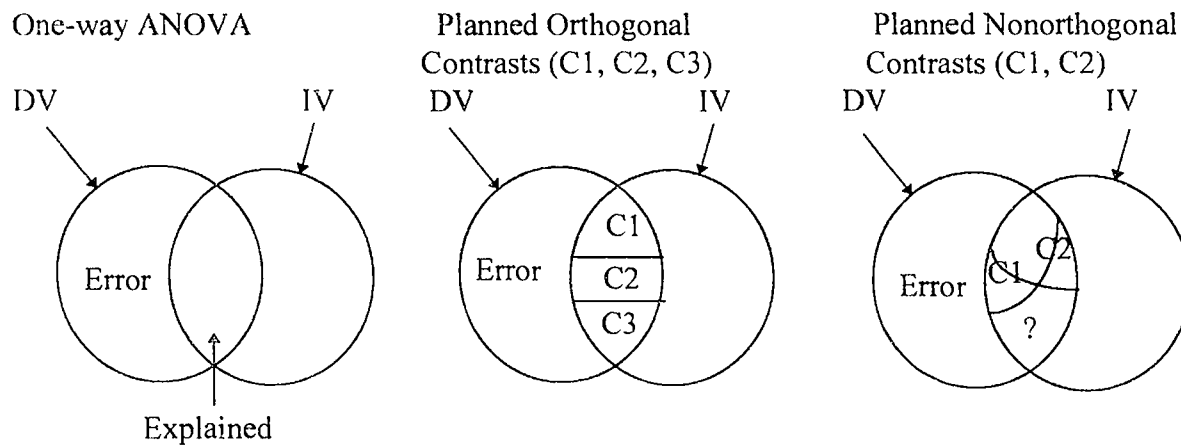 One-way ANOVA
DV
IV
Error
Explained
Planned Orthogonal
Contrasts (C1, C2, C3)
DV
IV
Error
C1
C2
C3
Planned Nonorthogonal
Contrasts (C1, C2)
DV
IV
Error
C2
C1
?